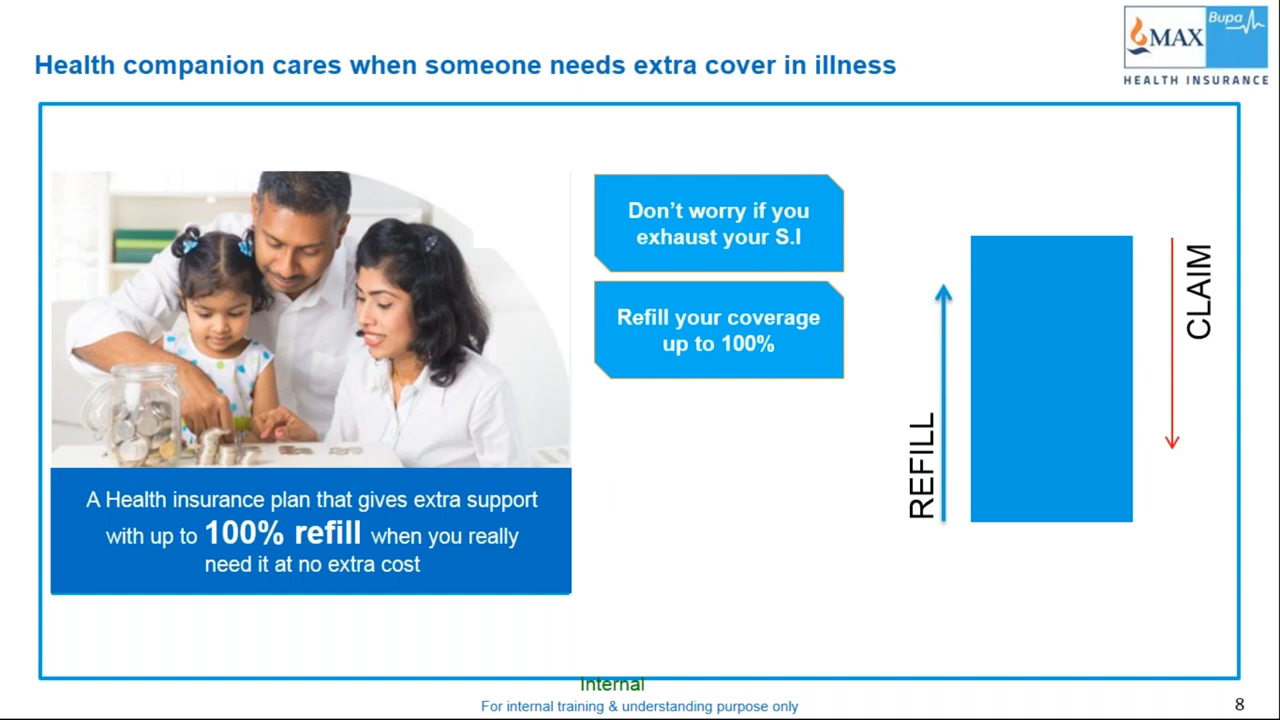 Health companion cares when someone needs extra cover in illness
MAX
Bupa
HEALTH INSURANCE
Don’t worry if you
exhaust your S.I
Refill your coverage
up to 100%
REFILL
CLAIM
A Health insurance plan that gives extra support
with up to 100% refill when you really
need it at no extra cost
Internal
For internal training & understanding purpose only
8